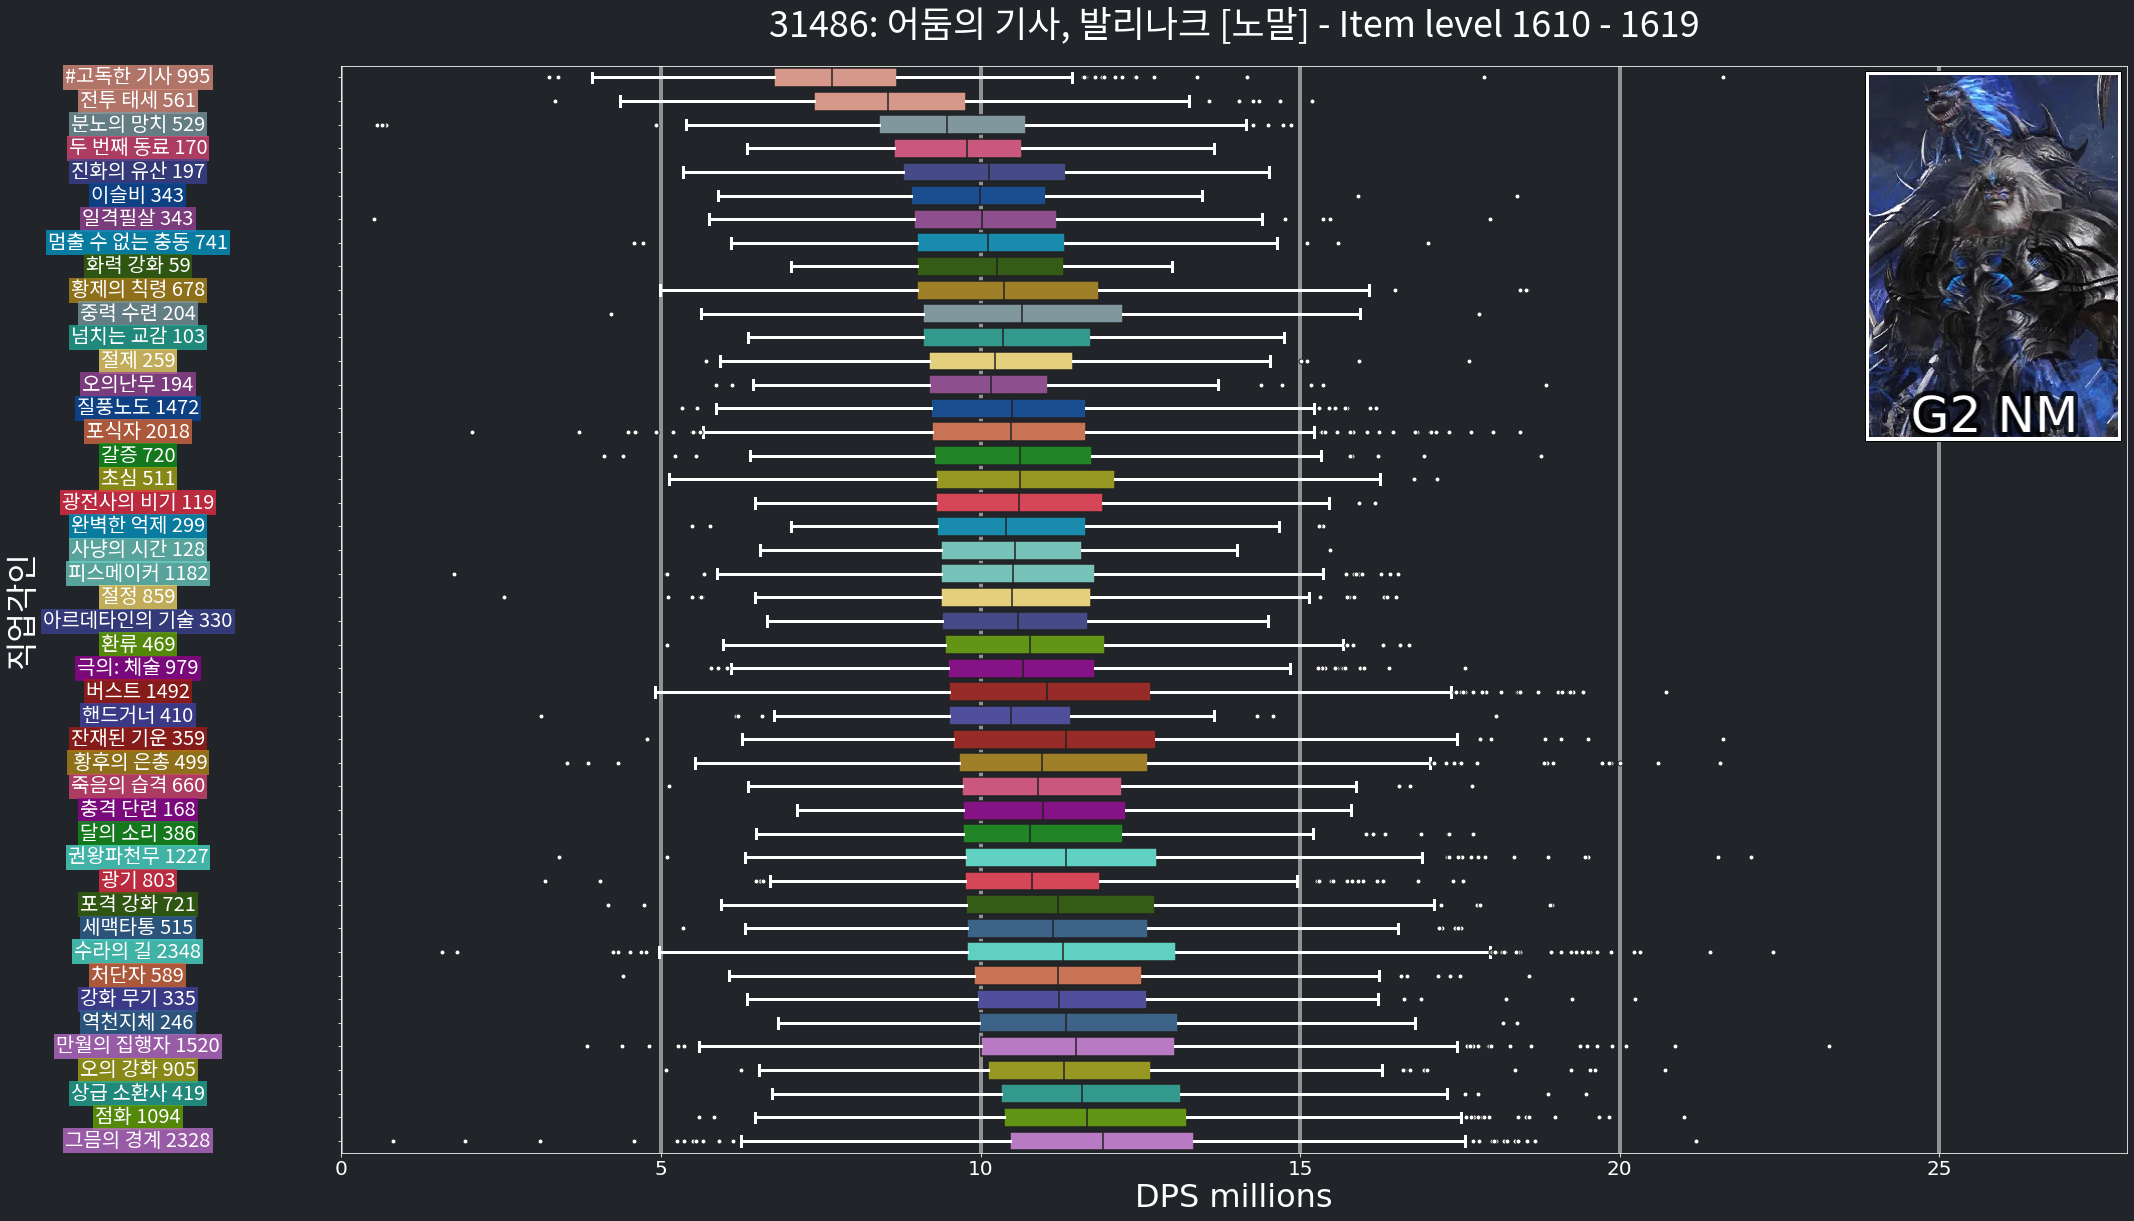 31486: 어둠의 기사, 발리나크 [노말] - Item level 1610 - 1619
#고독한 기사 995
전투 태세 561
분노의 망치 529
두 번째 동료 170
진화의 유산 197
이슬비 343
일격필살 343
멈출 수 없는 충동 741
화력 강화 59
황제의 칙령 678
중력 수련 204
넘치는 교감 103
절제 259
오의난무 194
질풍노도 1472
포식자 2018
갈증 720
초심 511
광전사의 비기 119
완벽한 억제 299
사냥의 시간 128
피스메이커 1182
절정 859
아르데타인의 기술 330
환류 469
극의: 체술 979
버스트 1492
핸드거너 410
잔재된 기운 359
황후의 은총 499
죽음의 습격 660
충격 단련 168
달의 소리 386
권왕파천무 1227
광기 803
포격 강화 721
세맥타통 515
수라의 길 2348
처단자 589
강화 무기 335
역천지체 246
만월의 집행자 1520
오의 강화 905
상급 소환사 419
점화 1094
그믐의 경계 2328
직업각인
G2 NM
0 5 10 15 20 25
DPS millions